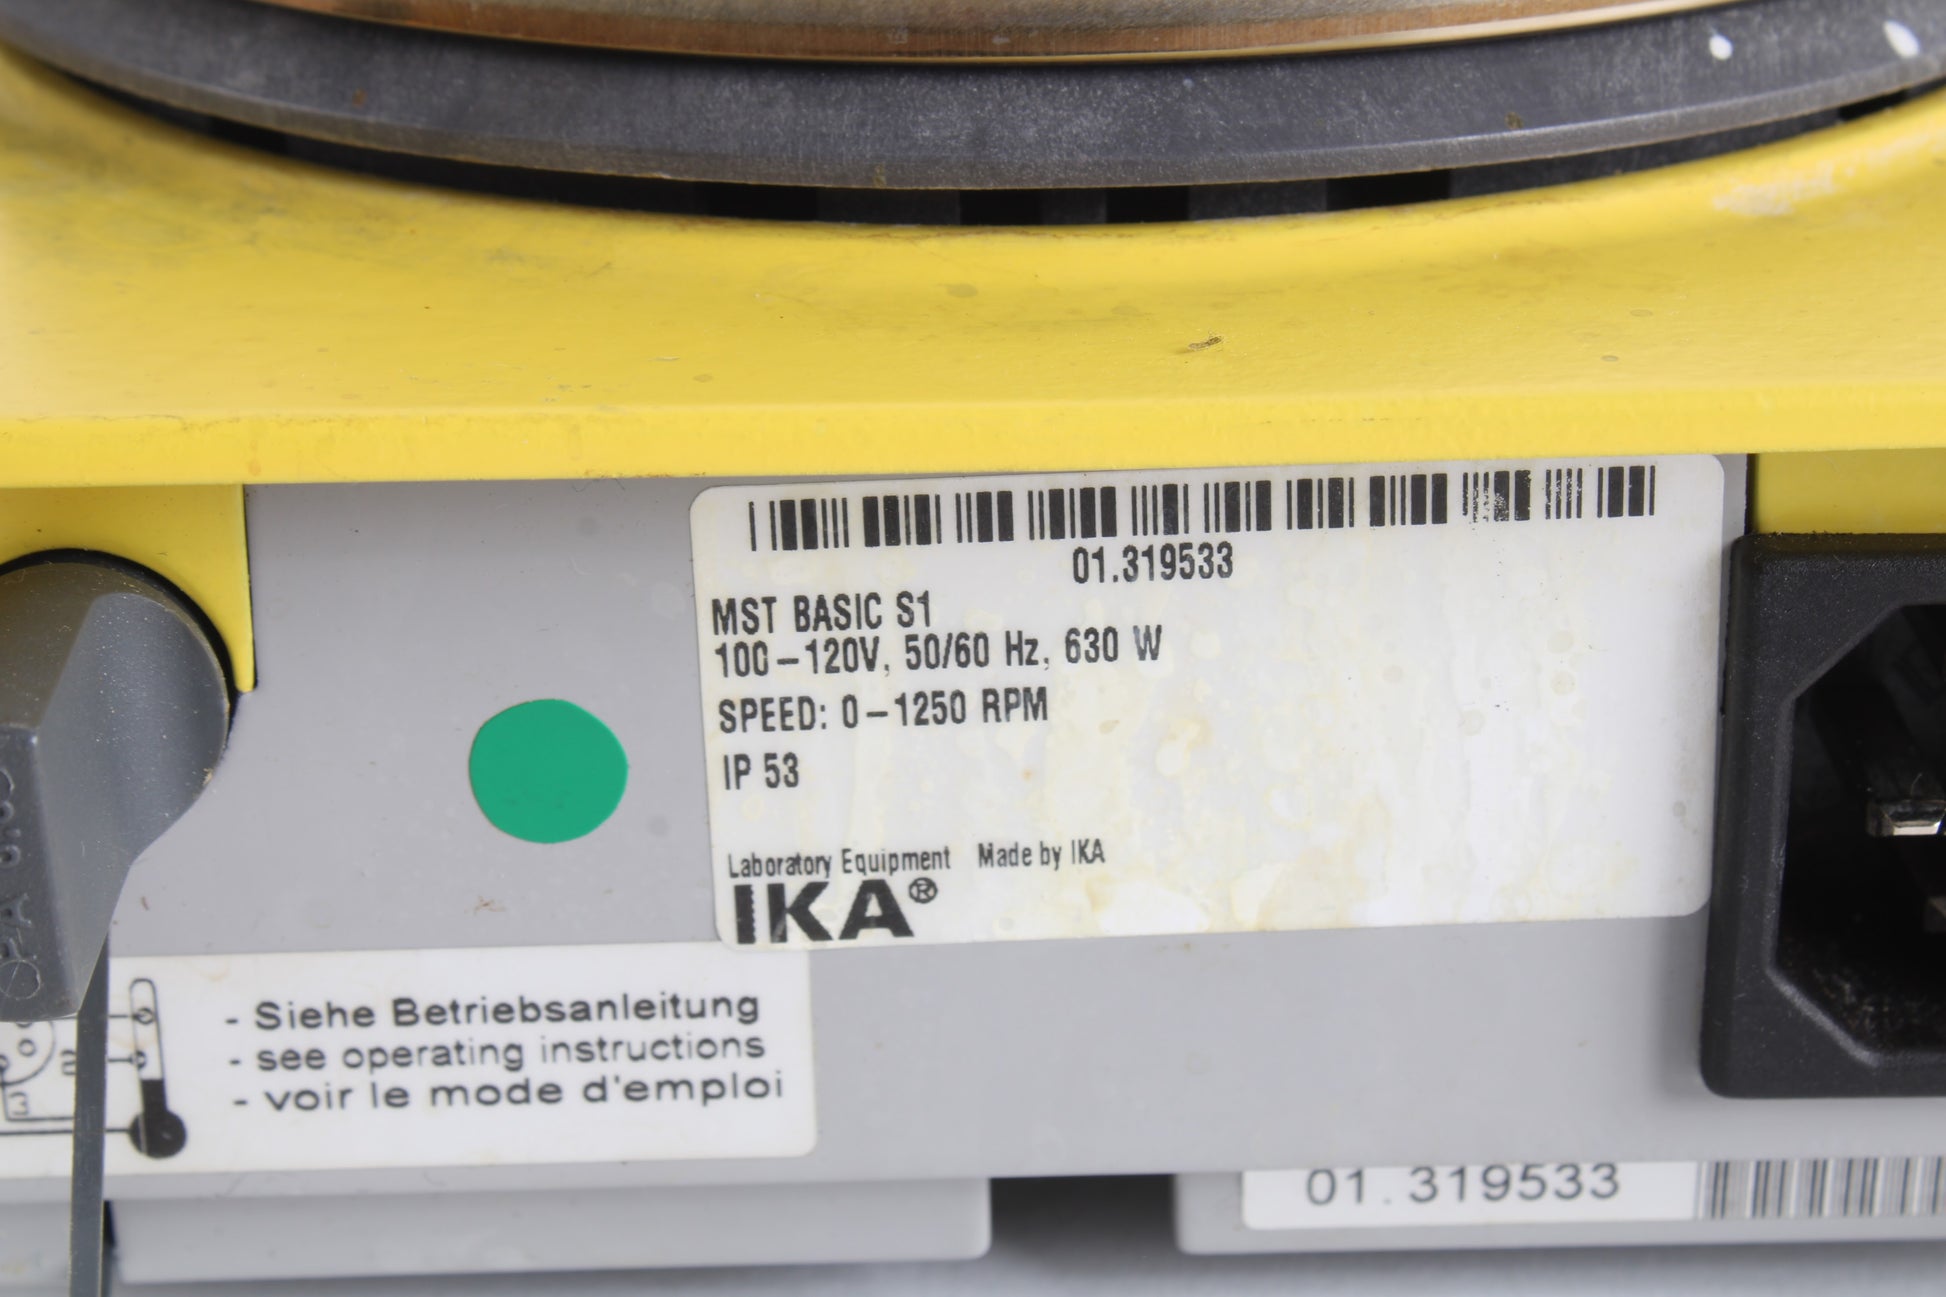 01.319533
MST BASIC S1
100-120V, 50/60 Hz, 630 W
SPEED: 0-1250 RPM
IP 53
Laboratory Equipment Made by IKA
IKA®
- Siehe Betriebsanleitung
- see operating instructions
- voir le mode d'emploi
01.319533